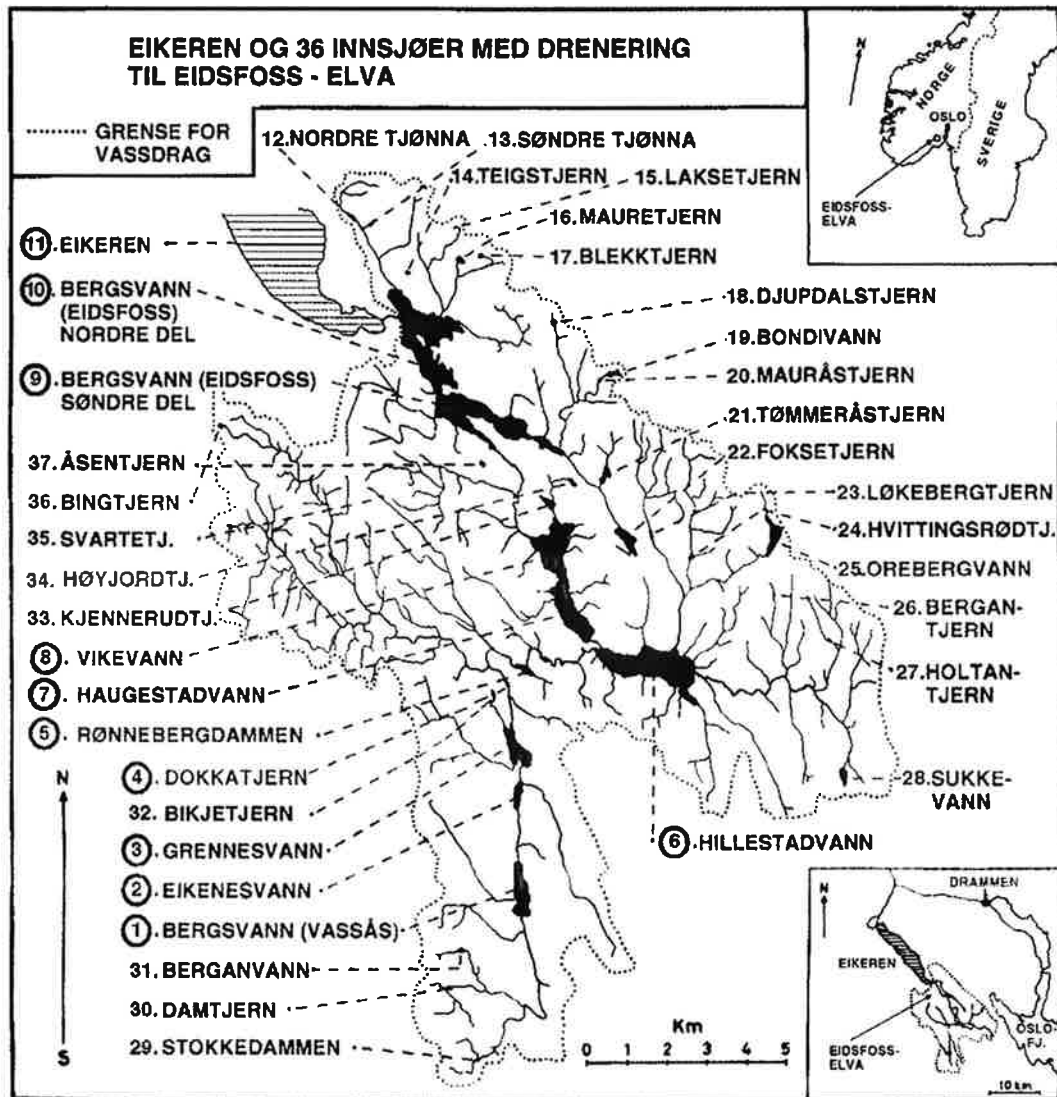 EIKEREN OG 36 INNSJØER MED DRENERING
TIL EIDSFOSS - ELVA
GRENSE FOR
VASSDRAG
12. NORDRE TJØNNA
13. SØNDRE TJØNNA
14. TEIGSTJERN
15. LAKSETJERN
16. MAURETJERN
17. BLEKKTJERN
18. DJUPDALSTJERN
19. BONDIVANN
20. MAURÅSTJERN
21. TØMMERÅSTJERN
22. FOKSETJERN
23. LØKEBERGTJERN
24. HVITTINGSRØDTJ.
25. OREBERGVANN
26. BERGAN-
TJERN
27. HOLTAN-
TJERN
28. SUKKE-
VANN
11. EIKEREN
10. BERGSVANN
(EIDSFOSS)
NORDRE DEL
9. BERGSVANN (EIDSFOSS)
SØNDRE DEL
37. ÅSENTJERN
36. BINGTJERN
35. SVARTETJ.
34. HØYJORDTJ.
33. KJENNERUDTJ.
8. VIKEVANN
7. HAUGESTADVANN
5. RØNNEBERGDAMMEN
4. DOKKATJERN
32. BIKJETJERN
3. GRENNESVANN
2. EIKENESVANN
1. BERGSVANN (VASSÅS)
31. BERGANVANN
30. DAMTJERN
29. STOKKEDAMMEN
6. HILLESTADVANN
N
S
Km
0 1 2 3 4 5
N
NORGE
OSLO
SVERIGE
EIDSFOSS-
ELVA
N
DRAMMEN
EIKEREN
OSLO-
FJ.
EIDSFOSS-
ELVA
10 km